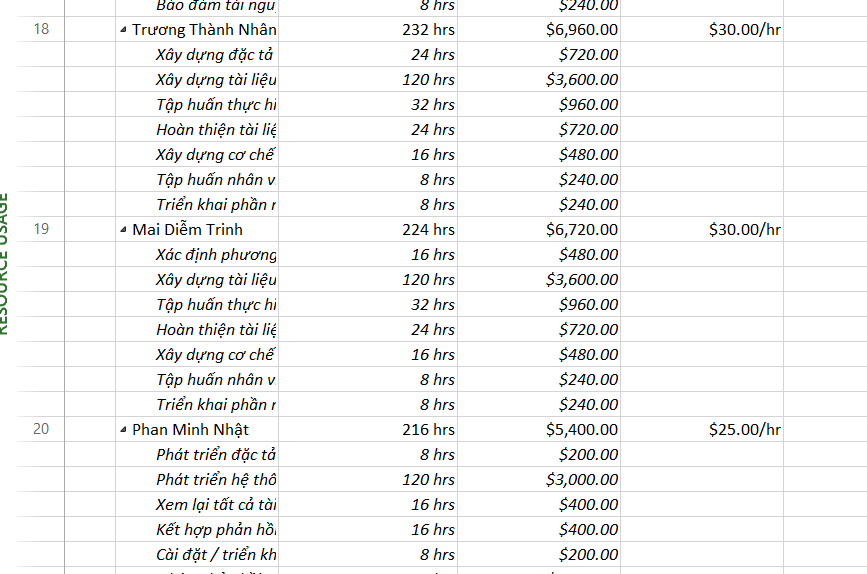 Bảo đảm tài ngu 8 hrs $240.00
18 Trương Thành Nhân 232 hrs $6,960.00 $30.00/hr
Xây dựng đặc tả 24 hrs $720.00
Xây dựng tài liệu 120 hrs $3,600.00
Tập huấn thực hi 32 hrs $960.00
Hoàn thiện tài liệ 24 hrs $720.00
Xây dựng cơ chế 16 hrs $480.00
Tập huấn nhân v 8 hrs $240.00
Triển khai phần 8 hrs $240.00
RESOURCE USAGE
19 Mai Diễm Trinh 224 hrs $6,720.00 $30.00/hr
Xác định phương 16 hrs $480.00
Xây dựng tài liệu 120 hrs $3,600.00
Tập huấn thực hi 32 hrs $960.00
Hoàn thiện tài liệ 24 hrs $720.00
Xây dựng cơ chế 16 hrs $480.00
Tập huấn nhân v 8 hrs $240.00
Triển khai phần 8 hrs $240.00
20 Phan Minh Nhật 216 hrs $5,400.00 $25.00/hr
Phát triển đặc tả 8 hrs $200.00
Phát triển hệ thố 120 hrs $3,000.00
Xem lại tất cả tài 16 hrs $400.00
Kết hợp phản hồi 16 hrs $400.00
Cài đặt / triển kh 8 hrs $200.00